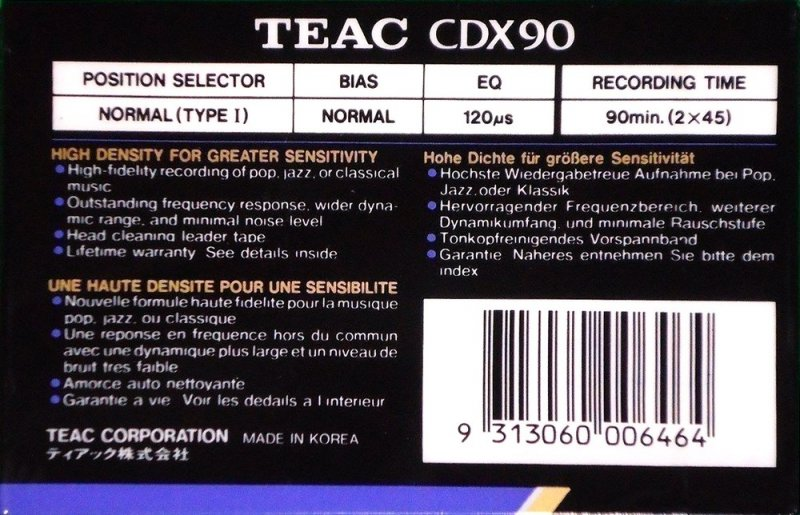 TEAC CDX90
POSITION SELECTOR BIAS EQ RECORDING TIME
NORMAL (TYPE I) NORMAL 120μs 90min. (2×45)
HIGH DENSITY FOR GREATER SENSITIVITY
• High-fidelity recording of pop, jazz, or classical
music
• Outstanding frequency response, wider dyna-
mic range, and minimal noise level
• Head cleaning leader tape
• Lifetime warranty See details inside
UNE HAUTE DENSITE POUR UNE SENSIBILITE
• Nouvelle formule haute fidelite pour la musique
pop, jazz, ou classique
• Une reponse en frequence hors du commun
avec une dynamique plus large et un niveau de
bruit tres faible
• Amorce auto nettoyante
• Garantie a vie Voir les dedails a l interieur
TEAC CORPORATION MADE IN KOREA
ティアック株式会社
Hohe Dichte für größere Sensitivität
• Hochste Wiedergabetreue Aufnahme bei Pop,
Jazz, oder Klassik
• Hervorragender Frequenzbereich, weiterer
Dynamikumfang, und minimale Rauschstufe
• Tonkopfreinigendes Vorspannband
• Garantie Naheres entnehmen Sie bitte dem
index
9 313060 006464